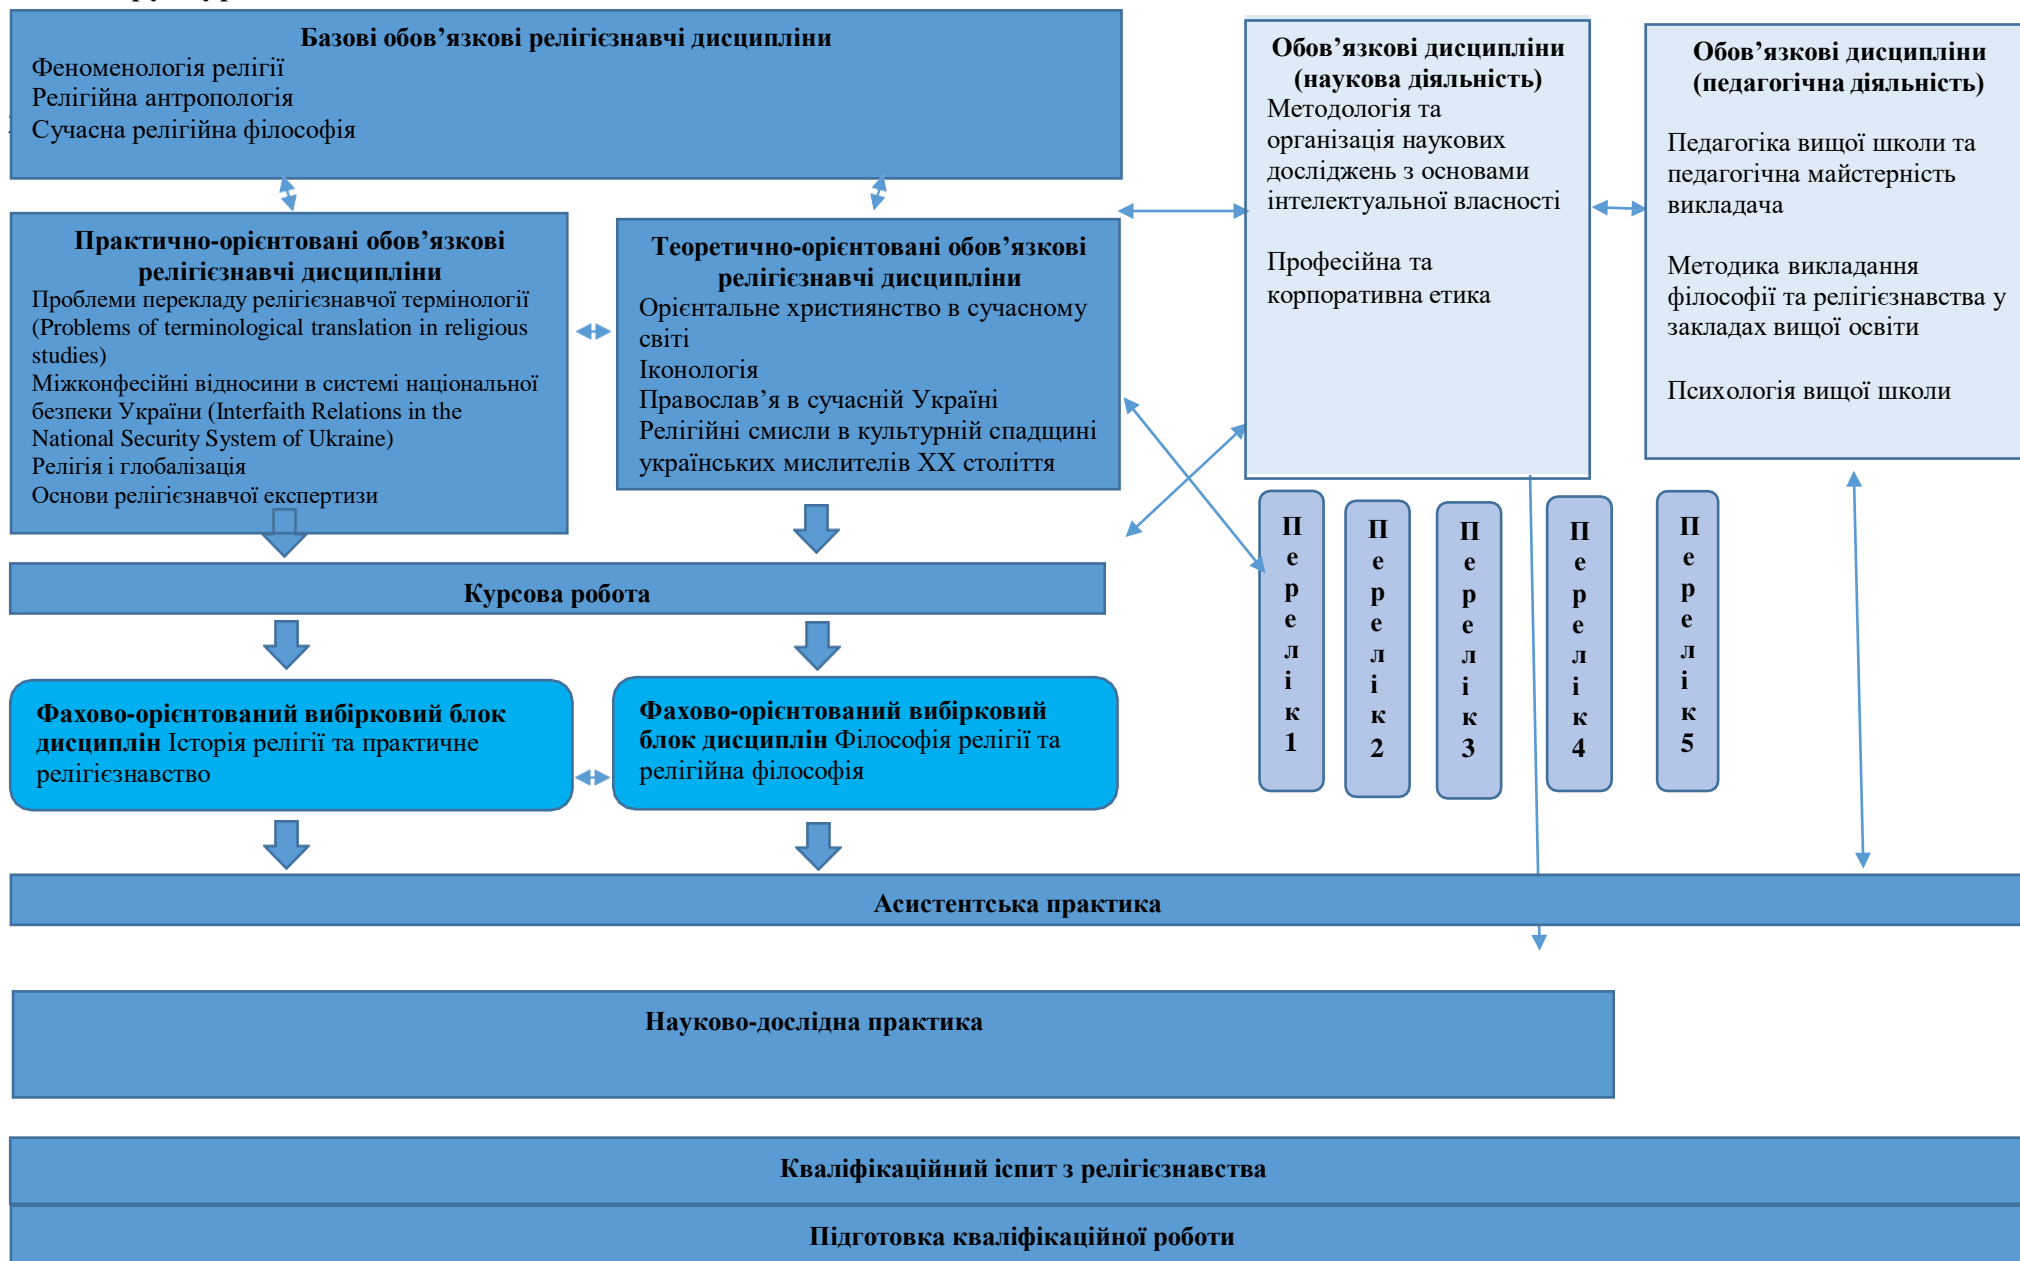 Базові обов’язкові релігієзнавчі дисципліни
Феноменологія релігії
Релігійна антропологія
Сучасна релігійна філософія
Обов’язкові дисципліни
(наукова діяльність)
Методологія та
організація наукових
досліджень з основами
інтелектуальної власності
Професійна та
корпоративна етика
Обов’язкові дисципліни
(педагогічна діяльність)
Педагогіка вищої школи та
педагогічна майстерність
викладача
Методика викладання
філософії та релігієзнавства у
закладах вищої освіти
Психологія вищої школи
Практично-орієнтовані обов’язкові
релігієзнавчі дисципліни
Проблеми перекладу релігієзнавчої термінології
(Problems of terminological translation in religious
studies)
Міжконфесійні відносини в системі національної
безпеки України (Interfaith Relations in the
National Security System of Ukraine)
Релігія і глобалізація
Основи релігієзнавчої експертизи
Теоретично-орієнтовані обов’язкові
релігієзнавчі дисципліни
Орієнтальне християнство в сучасному
світі
Іконологія
Православ’я в сучасній Україні
Релігійні смисли в культурній спадщині
українських мислителів ХХ століття
Перелік 1
Перелік 2
Перелік 3
Перелік 4
Перелік 5
Курсова робота
Фахово-орієнтований вибірковий блок
дисциплін Історія релігії та практичне
релігієзнавство
Фахово-орієнтований вибірковий
блок дисциплін Філософія релігії та
релігійна філософія
Асистентська практика
Науково-дослідна практика
Кваліфікаційний іспит з релігієзнавства
Підготовка кваліфікаційної роботи